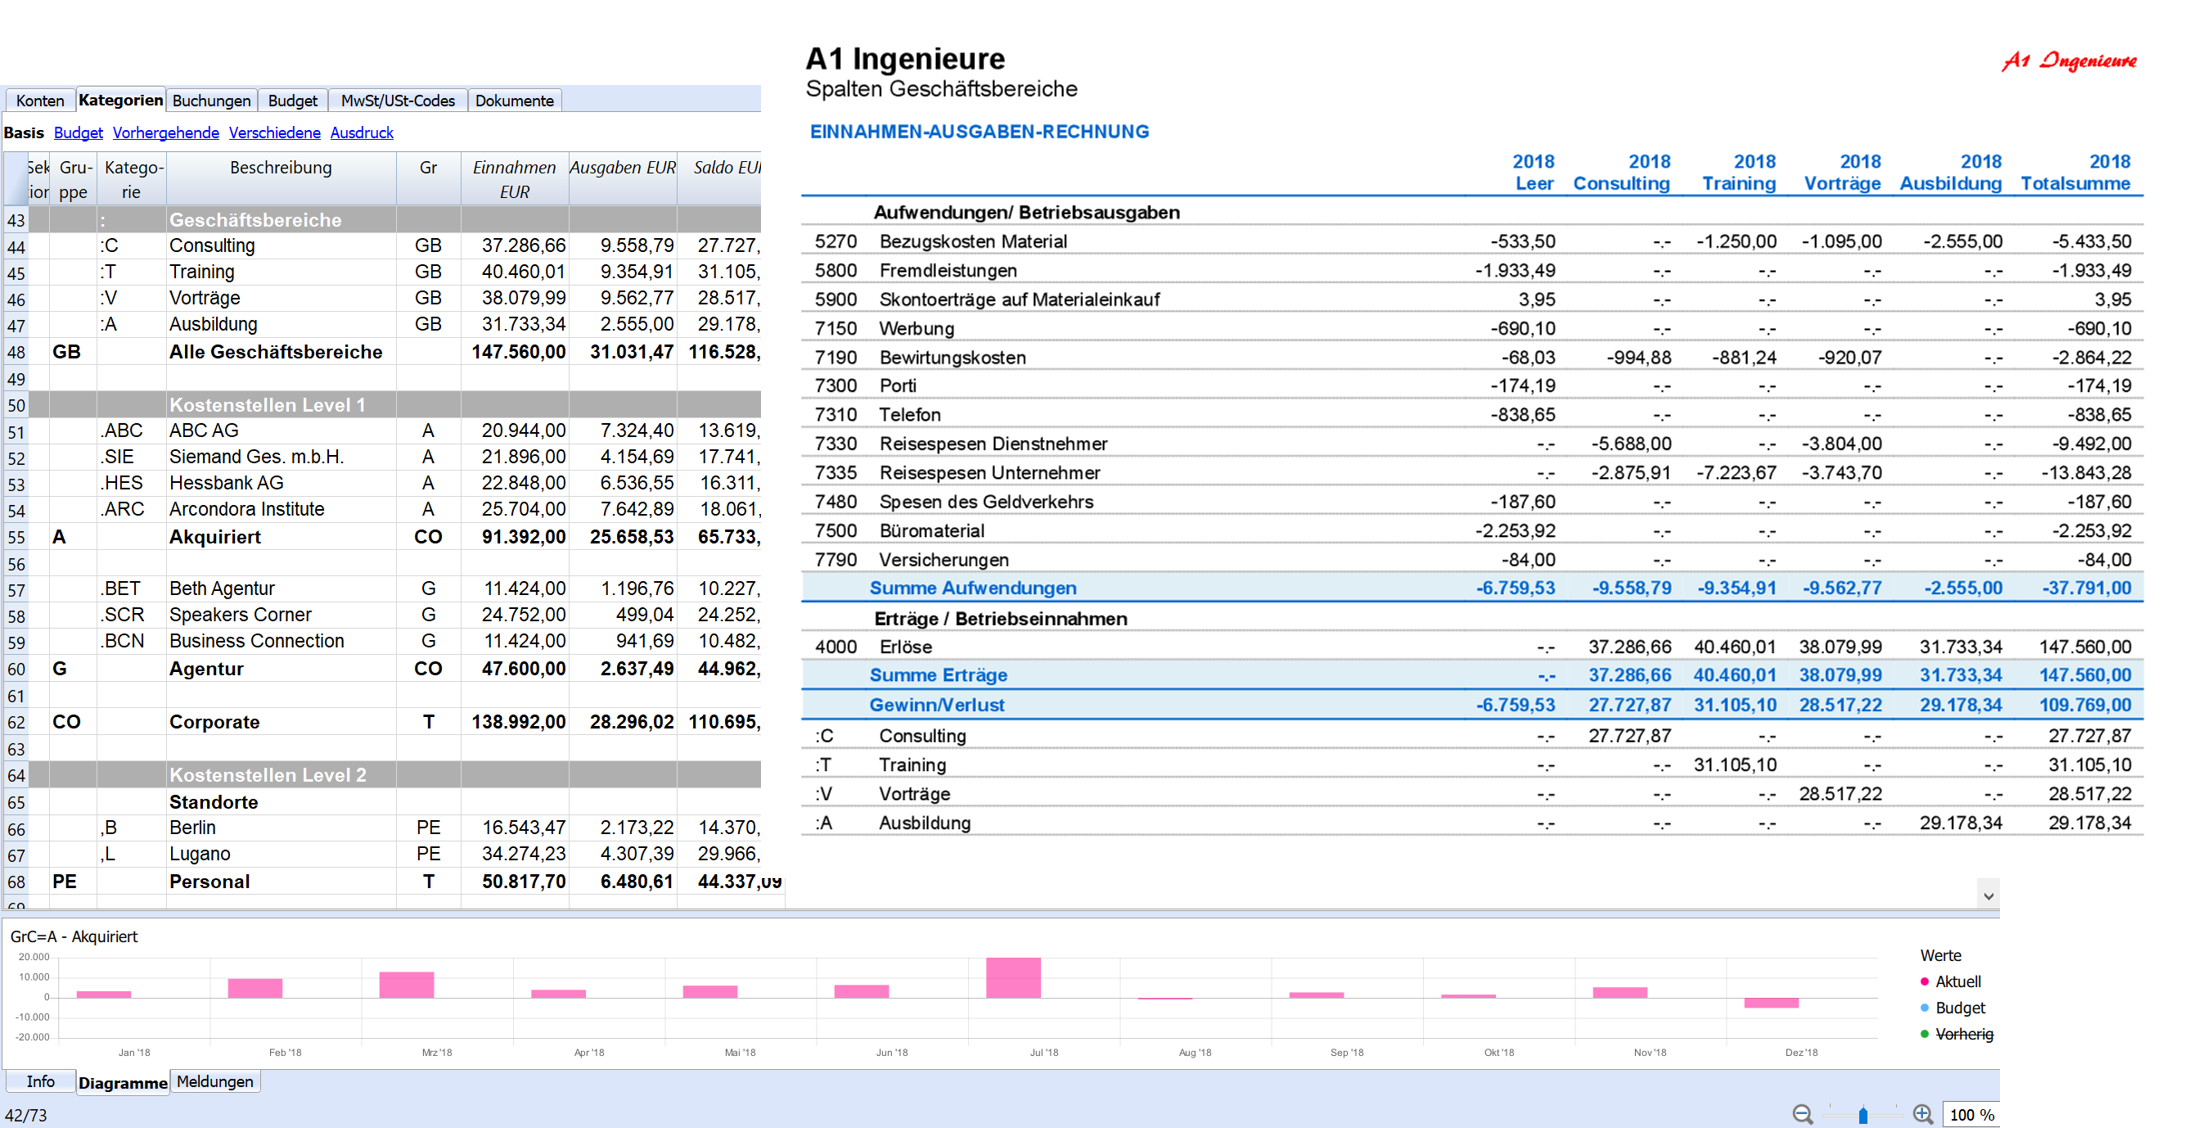 Konten Kategorien Buchungen Budget MwSt/USt-Codes Dokumente
Basis Budget Vorhergehende Verschiedene Ausdruck
Gru-ppe Katego-rie Beschreibung Gr Einnahmen EUR Ausgaben EUR Saldo
43 : Geschäftsbereiche
44 :C Consulting GB 37.286,66 9.558,79 27.727,
45 :T Training GB 40.460,01 9.354,91 31.105,
46 :V Vorträge GB 38.079,99 9.562,77 28.517,
47 :A Ausbildung GB 31.733,34 2.555,00 29.178,
48 GB Alle Geschäftsbereiche 147.560,00 31.031,47 116.528,
49
50 Kostenstellen Level 1
51 .ABC ABC AG A 20.944,00 7.324,40 13.619,
52 .SIE Siemand Ges. m.b.H. A 21.896,00 4.154,69 17.741,
53 .HES Hessbank AG A 22.848,00 6.536,55 16.311,
54 .ARC Arcondora Institute A 25.704,00 7.642,89 18.061,
55 A Akquiriert CO 91.392,00 25.658,53 65.733,
56
57 .BET Beth Agentur G 11.424,00 1.196,76 10.227,
58 .SCR Speakers Corner G 24.752,00 499,04 24.252,
59 .BCN Business Connection G 11.424,00 941,69 10.482,
60 G Agentur CO 47.600,00 2.637,49 44.962,
61
62 CO Corporate T 138.992,00 28.296,02 110.695,
63
64 Kostenstellen Level 2
65 Standorte
66 ,B Berlin PE 16.543,47 2.173,22 14.370,
67 ,L Lugano PE 34.274,23 4.307,39 29.966,
68 PE Personal T 50.817,70 6.480,61 44.337,09
A1 Ingenieure
A1 Ingenieure
Spalten Geschäftsbereiche
EINNAHMEN-AUSGABEN-RECHNUNG
2018 2018 2018 2018 2018 2018
Leer Consulting Training Vorträge Ausbildung Totalsumme
Aufwendungen/ Betriebsausgaben
5270 Bezugskosten Material -533,50 -.- -1.250,00 -1.095,00 -2.555,00 -5.433,50
5800 Fremdleistungen -1.933,49 -.- -.- -.- -.- -1.933,49
5900 Skontoerträge auf Materialeinkauf 3,95 -.- -.- -.- -.- 3,95
7150 Werbung -690,10 -.- -.- -.- -.- -690,10
7190 Bewirtungskosten -68,03 -994,88 -881,24 -920,07 -.- -2.864,22
7300 Porti -174,19 -.- -.- -.- -.- -174,19
7310 Telefon -838,65 -.- -.- -.- -.- -838,65
7330 Reisespesen Dienstnehmer -.- -5.688,00 -.- -3.804,00 -.- -9.492,00
7335 Reisespesen Unternehmer -.- -2.875,91 -7.223,67 -3.743,70 -.- -13.843,28
7480 Spesen des Geldverkehrs -187,60 -.- -.- -.- -.- -187,60
7500 Büromaterial -2.253,92 -.- -.- -.- -.- -2.253,92
7790 Versicherungen -84,00 -.- -.- -.- -.- -84,00
Summe Aufwendungen -6.759,53 -9.558,79 -9.354,91 -9.562,77 -2.555,00 -37.791,00
Erträge / Betriebseinnahmen
4000 Erlöse -.- 37.286,66 40.460,01 38.079,99 31.733,34 147.560,00
Summe Erträge -.- 37.286,66 40.460,01 38.079,99 31.733,34 147.560,00
Gewinn/Verlust -6.759,53 27.727,87 31.105,10 28.517,22 29.178,34 109.769,00
:C Consulting -.- 27.727,87 -.- -.- -.- 27.727,87
:T Training -.- -.- 31.105,10 -.- -.- 31.105,10
:V Vorträge -.- -.- -.- 28.517,22 -.- 28.517,22
:A Ausbildung -.- -.- -.- -.- 29.178,34 29.178,34
GrC=A - Akquiriert
20.000
10.000
0
-10.000
-20.000
Jan '18 Feb '18 Mrz '18 Apr '18 Mai '18 Jun '18 Jul '18 Aug '18 Sep '18 Okt '18 Nov '18 Dez '18
Werte
Aktuell
Budget
Vorherig
Info Diagramme Meldungen
42/73
100 %